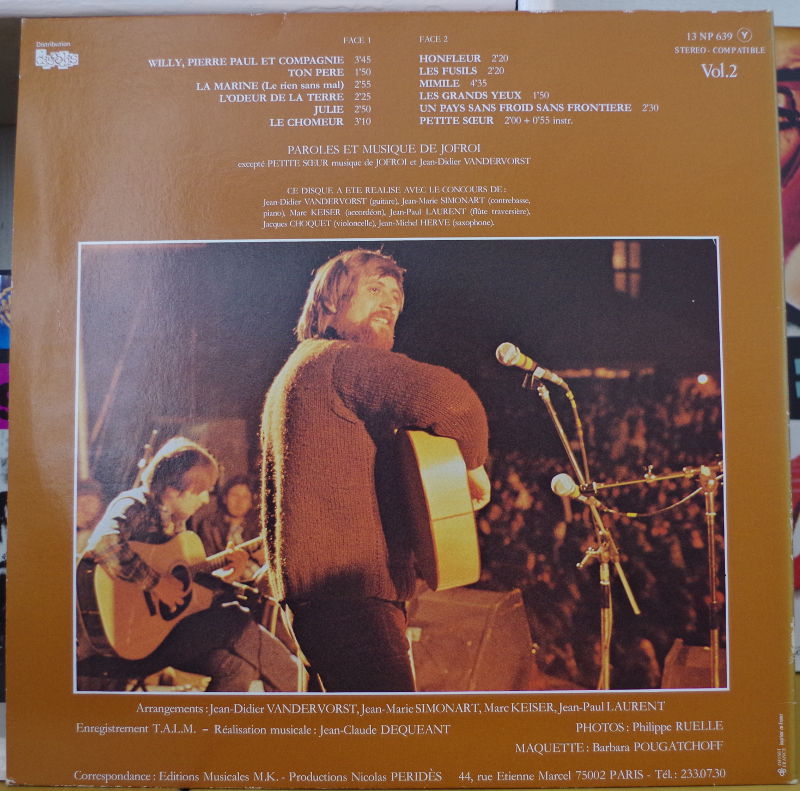 Distribution
CROCOS
FACE 1
WILLY, PIERRE PAUL ET COMPAGNIE 3'45
TON PERE 1'50
LA MARINE (Le rien sans mal) 2'55
L'ODEUR DE LA TERRE 2'25
JULIE 2'50
LE CHOMEUR 3'10
FACE 2
HONFLEUR 2'20
LES FUSILS 2'20
MIMILE 4'35
LES GRANDS YEUX 1'50
UN PAYS SANS FROID SANS FRONTIERE 2'30
PETITE SŒUR 2'00 + 0'55 instr.
13 NP 639 Y
STEREO - COMPATIBLE
Vol.2
PAROLES ET MUSIQUE DE JOFROI
excepté PETITE SŒUR musique de JOFROI et Jean-Didier VANDERVORST
CE DISQUE A ETE REALISE AVEC LE CONCOURS DE :
Jean-Didier VANDERVORST (guitare), Jean-Marie SIMONART (contrebasse,
piano), Marc KEISER (accordéon), Jean-Paul LAURENT (flûte traversière),
Jacques CHOQUET (violoncelle), Jean-Michel HERVE (saxophone).
Arrangements : Jean-Didier VANDERVORST, Jean-Marie SIMONART, Marc KEISER, Jean-Paul LAURENT
Enregistrement T.A.L.M. - Réalisation musicale : Jean-Claude DEQUEANT
PHOTOS : Philippe RUELLE
MAQUETTE : Barbara POUGATCHOFF
Correspondance : Editions Musicales M.K. - Productions Nicolas PERIDÈS 44, rue Etienne Marcel 75002 PARIS - Tél. : 233.07.30